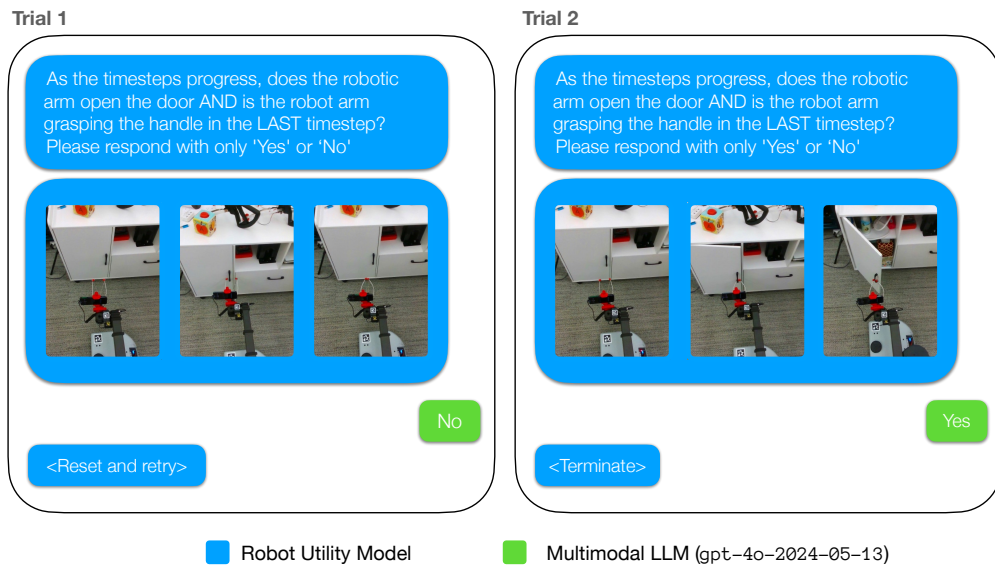 Trial 1
As the timesteps progress, does the robotic
arm open the door AND is the robot arm
grasping the handle in the LAST timestep?
Please respond with only 'Yes' or ‘No’
No
<Reset and retry>
Trial 2
As the timesteps progress, does the robotic
arm open the door AND is the robot arm
grasping the handle in the LAST timestep?
Please respond with only 'Yes' or ‘No’
Yes
<Terminate>
Robot Utility Model
Multimodal LLM (gpt-4o-2024-05-13)